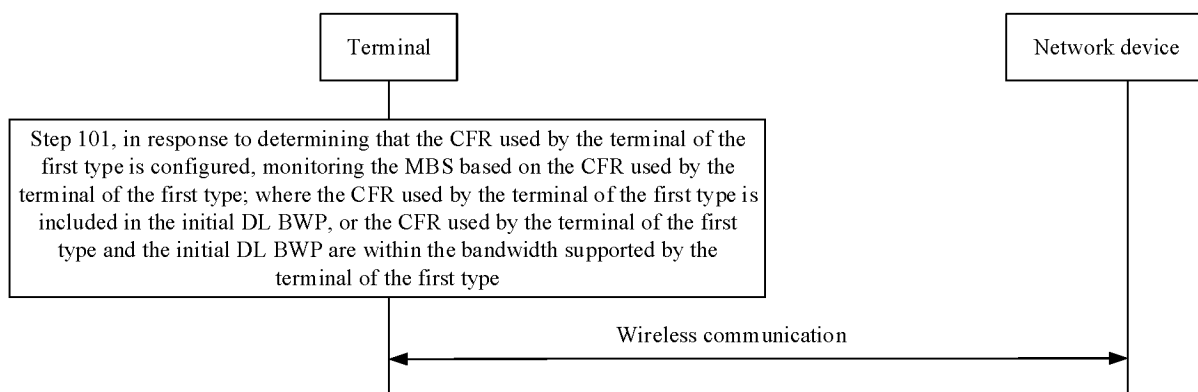 Terminal
Network device
Step 101, in response to determining that the CFR used by the terminal of the
first type is configured, monitoring the MBS based on the CFR used by the
terminal of the first type; where the CFR used by the terminal of the first type is
included in the initial DL BWP, or the CFR used by the terminal of the first
type and the initial DL BWP are within the bandwidth supported by the
terminal of the first type
Wireless communication